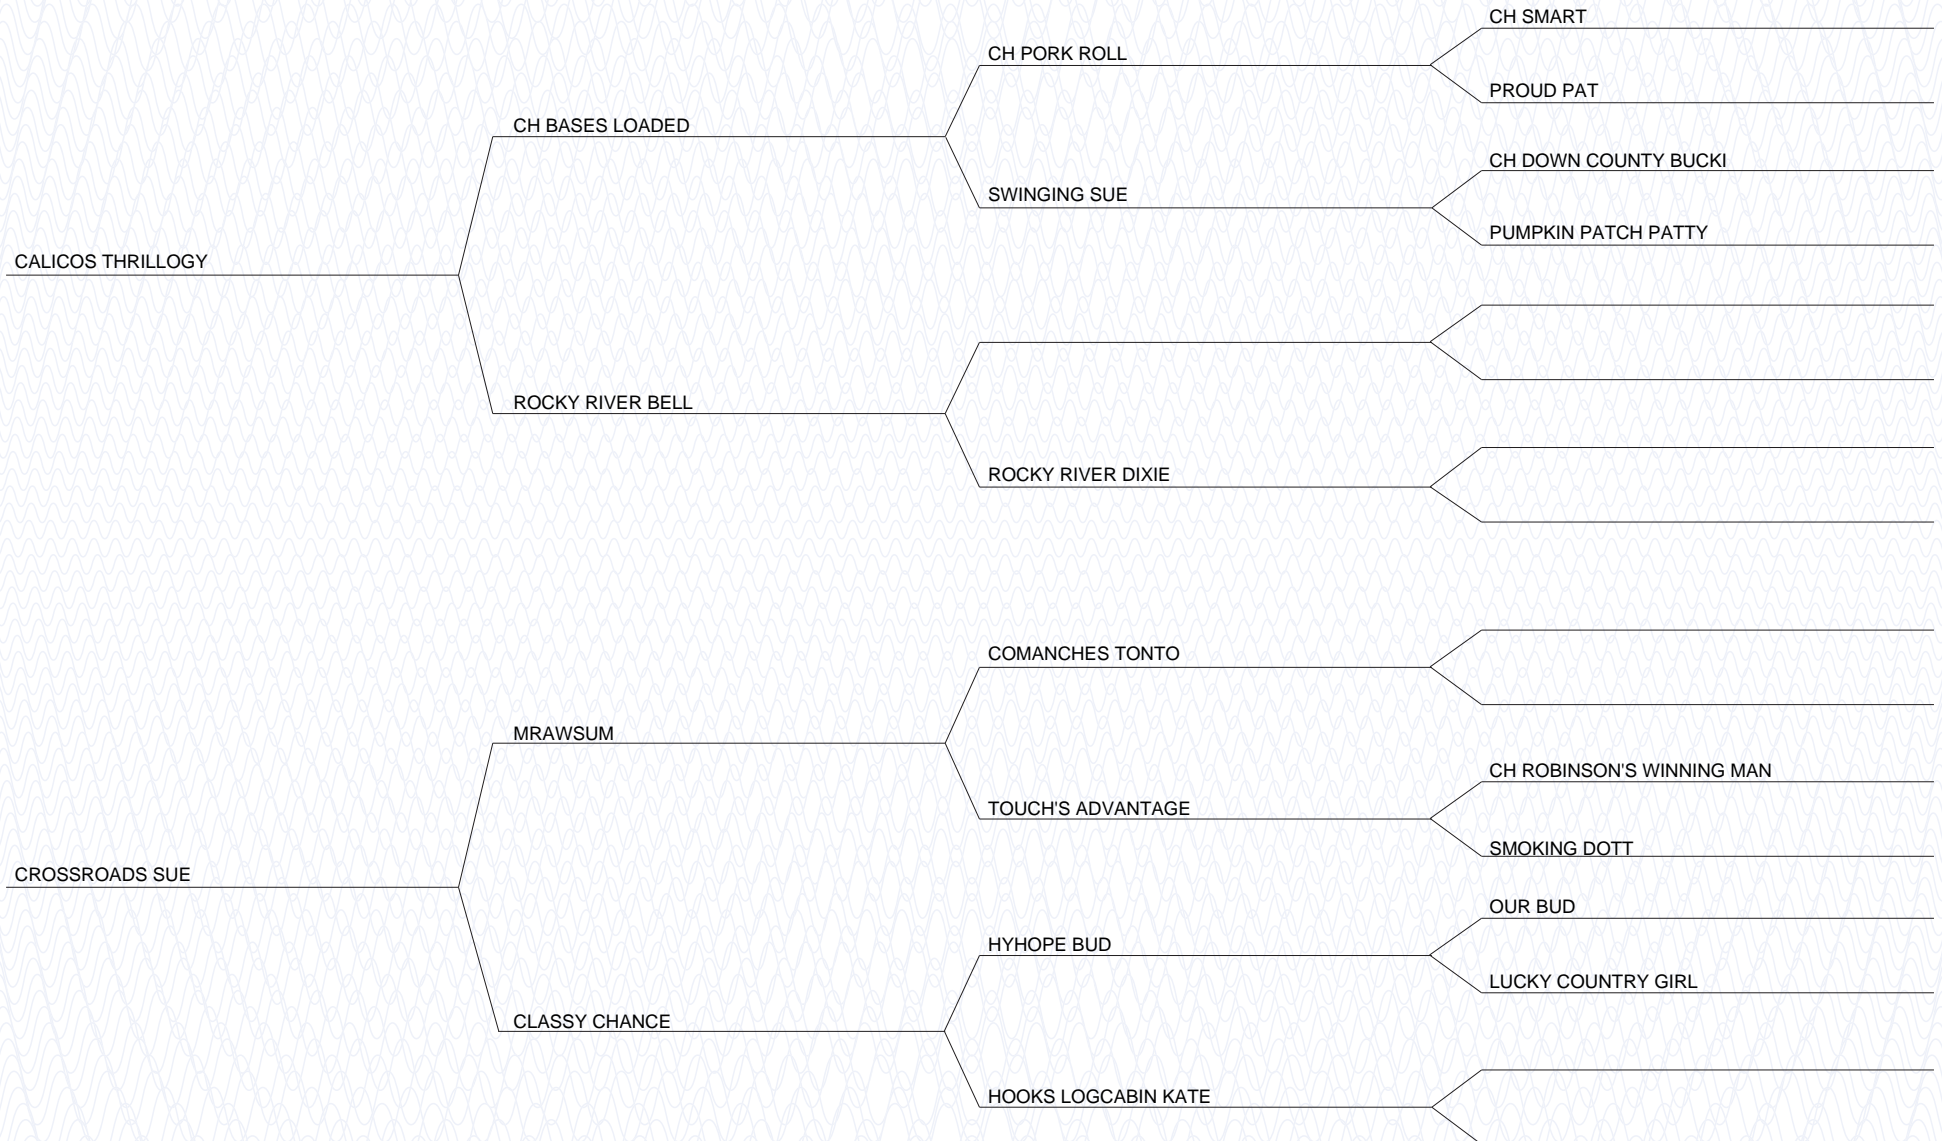 CH SMART
CH PORK ROLL
PROUD PAT
CH BASES LOADED
CH DOWN COUNTY BUCKI
SWINGING SUE
PUMPKIN PATCH PATTY
CALICOS THRILLOGY
ROCKY RIVER BELL
ROCKY RIVER DIXIE
COMANCHES TONTO
MRAWSUM
CH ROBINSON'S WINNING MAN
TOUCH'S ADVANTAGE
SMOKING DOTT
CROSSROADS SUE
OUR BUD
HYHOPE BUD
LUCKY COUNTRY GIRL
CLASSY CHANCE
HOOKS LOGCABIN KATE